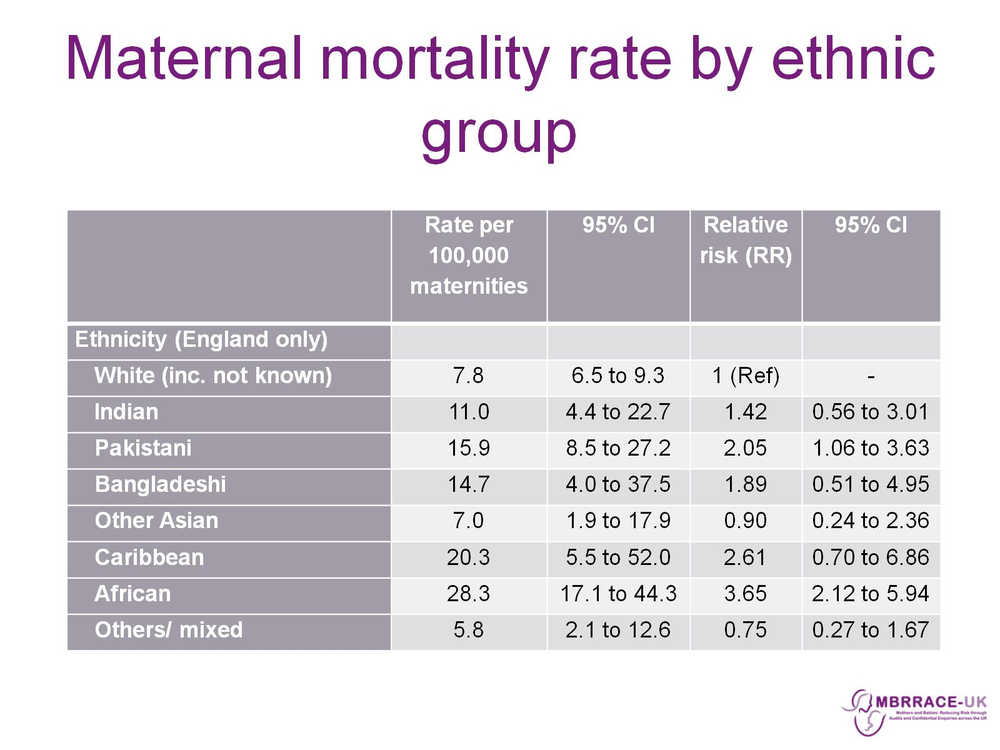 Maternal mortality rate by ethnic
group
Rate per
100,000
maternities
95% CI
Relative
risk (RR)
95% CI
Ethnicity (England only)
White (inc. not known) 7.8 6.5 to 9.3 1 (Ref) -
Indian 11.0 4.4 to 22.7 1.42 0.56 to 3.01
Pakistani 15.9 8.5 to 27.2 2.05 1.06 to 3.63
Bangladeshi 14.7 4.0 to 37.5 1.89 0.51 to 4.95
Other Asian 7.0 1.9 to 17.9 0.90 0.24 to 2.36
Caribbean 20.3 5.5 to 52.0 2.61 0.70 to 6.86
African 28.3 17.1 to 44.3 3.65 2.12 to 5.94
Others/ mixed 5.8 2.1 to 12.6 0.75 0.27 to 1.67
MBRRACE-UK
Mothers and Babies: Reducing Risk through
Audits and Confidential Enquiries across the UK